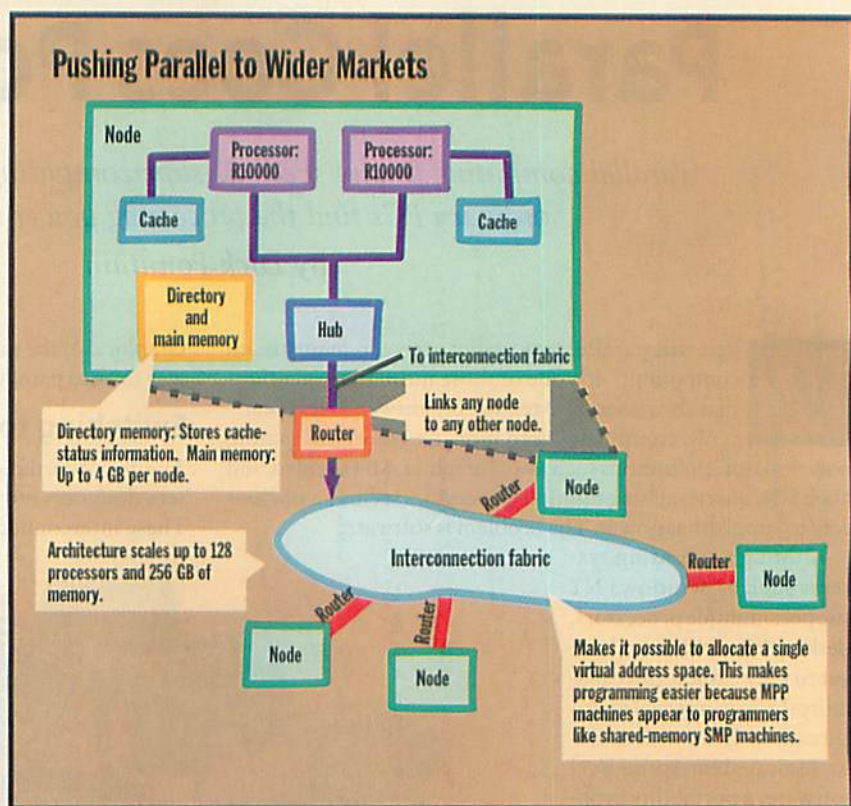 Pushing Parallel to Wider Markets
Node
Processor:
R10000
Processor:
R10000
Cache
Cache
Directory
and
main memory
Hub
To interconnection fabric
Links any node
to any other node.
Directory memory: Stores cache-
status information. Main memory:
Up to 4 GB per node.
Router
Router
Node
Architecture scales up to 128
processors and 256 GB of
memory.
Interconnection fabric
Router
Node
Router
Node
Router
Node
Makes it possible to allocate a single
virtual address space. This makes
programming easier because MPP
machines appear to programmers
like shared-memory SMP machines.